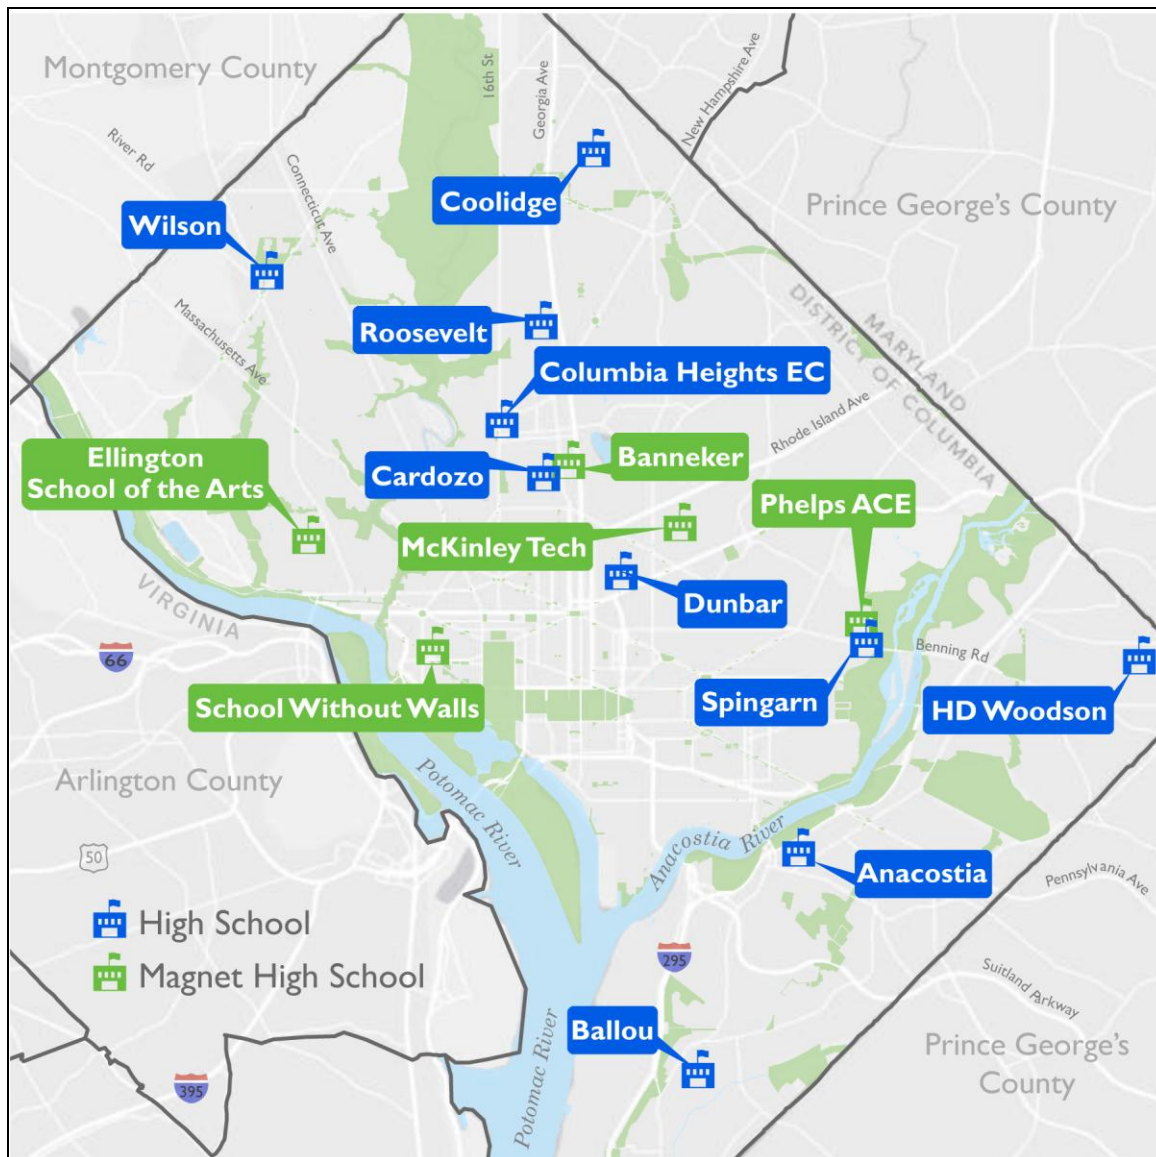 Montgomery County
16th St
Georgia Ave
New Hampshire Ave
River Rd
Connecticut Ave
Coolidge
Prince George's County
Wilson
Massachusetts Ave
Roosevelt
MARYLAND
DISTRICT OF COLUMBIA
Columbia Heights EC
Rhode Island Ave
Ellington
School of the Arts
Cardozo
Banneker
Phelps ACE
McKinley Tech
Dunbar
VIRGINIA
66
Benning Rd
School Without Walls
Spingarn
HD Woodson
Arlington County
Potomac River
Anacostia River
50
Anacostia
Pennsylvania Ave
High School
Magnet High School
295
Suitland Parkway
Ballou
Potomac River
Prince George's
County
395